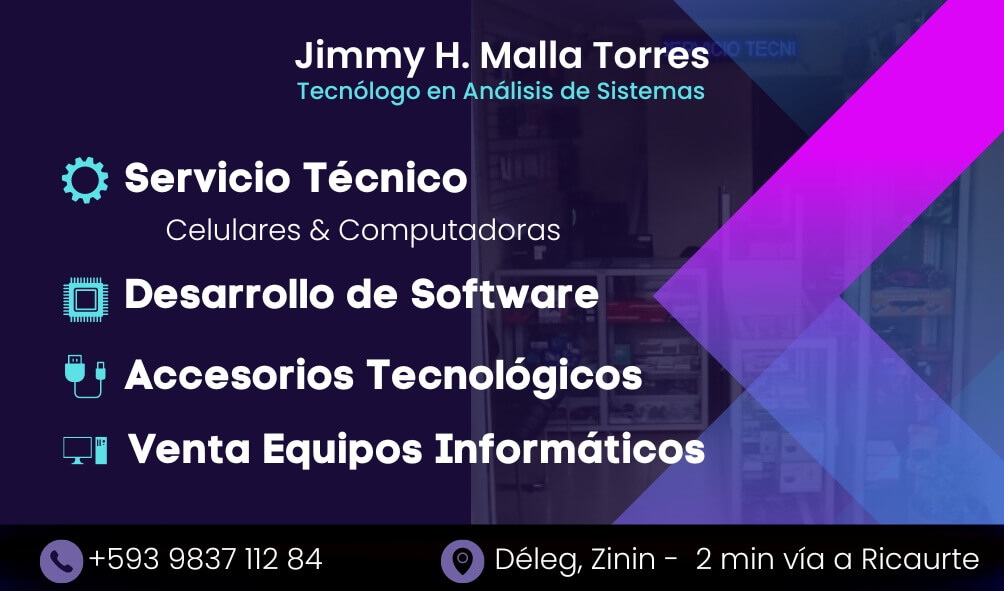 Jimmy H. Malla Torres
Tecnólogo en Análisis de Sistemas
Servicio Técnico
Celulares & Computadoras
Desarrollo de Software
Accesorios Tecnológicos
Venta Equipos Informáticos
+593 9837 112 84
Déleg, Zinin - 2 min vía a Ricaurte